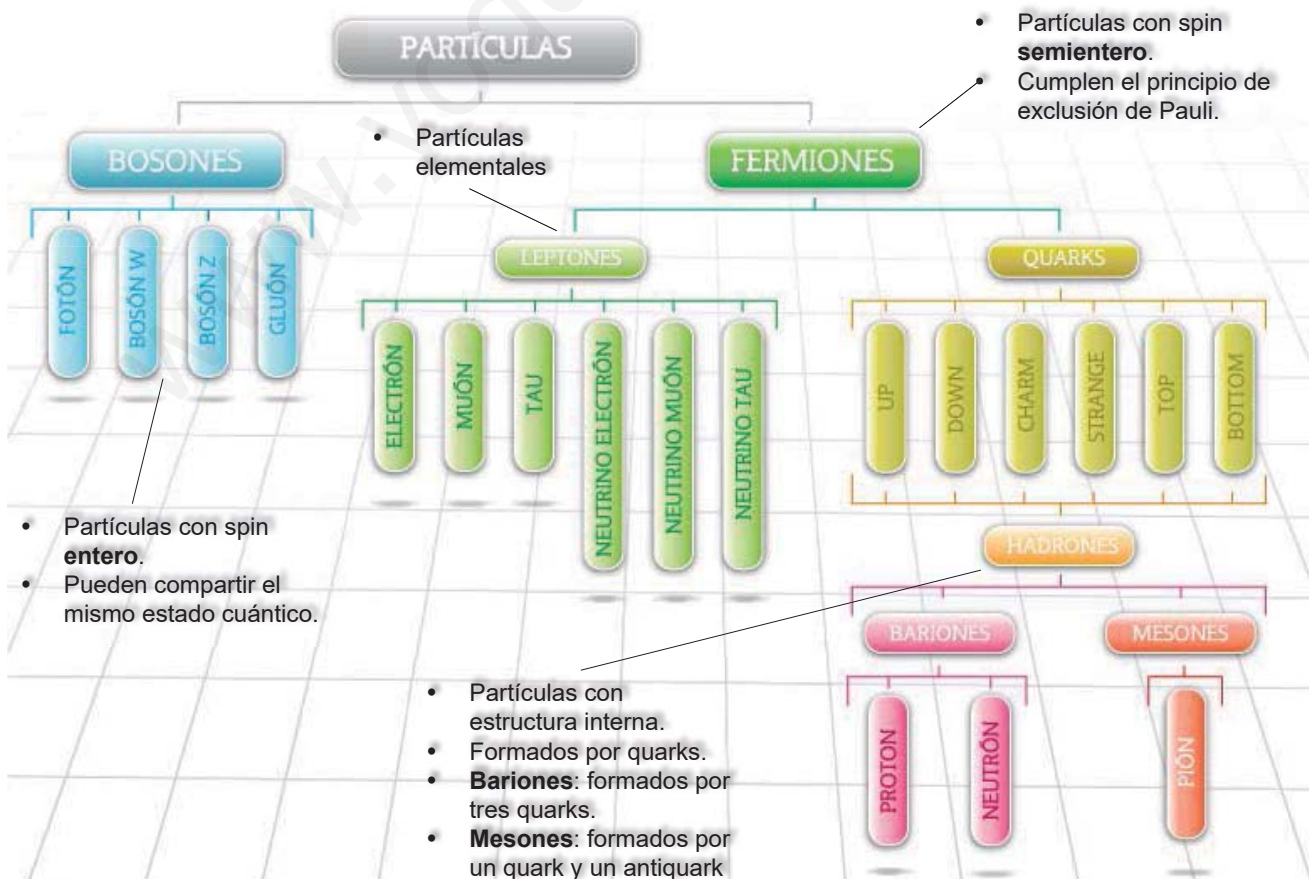 PARTÍCULAS
• Partículas con spin
semientero.
• Cumplen el principio de
exclusión de Pauli.
BOSONES
• Partículas
elementales
FERMIONES
FOTÓN
BOSÓN W
BOSÓN Z
GLUÓN
LEPTONES
QUARKS
ELECTRÓN
MUÓN
TAU
NEUTRINO ELECTRÓN
NEUTRINO MUÓN
NEUTRINO TAU
UP
DOWN
CHARM
STRANGE
TOP
BOTTOM
• Partículas con spin
entero.
• Pueden compartir el
mismo estado cuántico.
HADRONES
BARIONES
MESONES
• Partículas con
estructura interna.
• Formados por quarks.
• Bariones: formados por
tres quarks.
• Mesones: formados por
un quark y un antiquark
PROTON
NEUTRÓN
PIÓN
www.yo